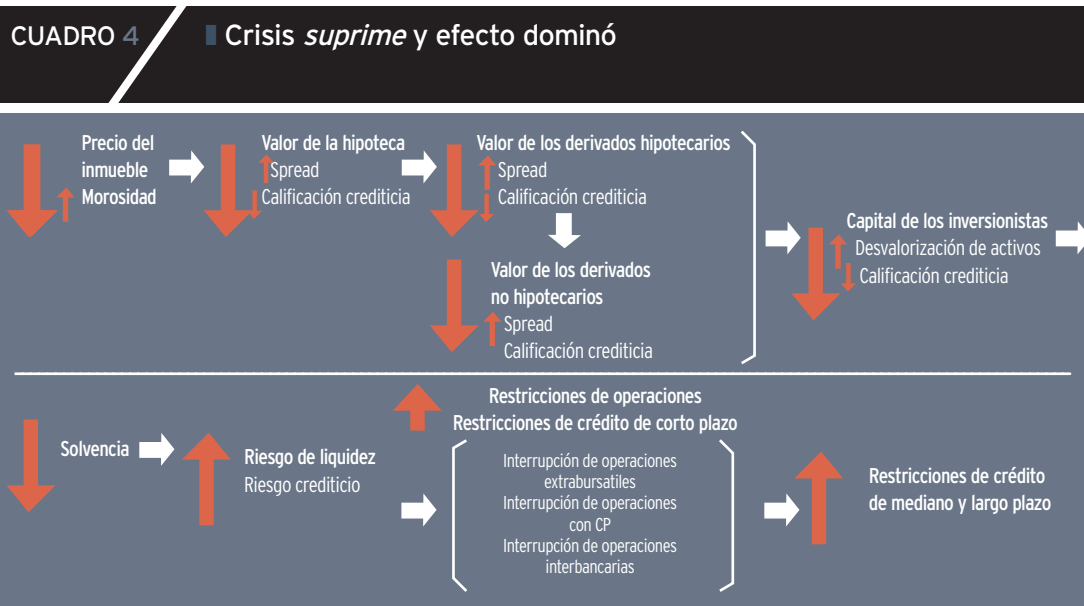 CUADRO 4
Crisis suprime y efecto dominó
Precio del
inmueble
Morosidad
Valor de la hipoteca
Spread
Calificación crediticia
Valor de los derivados hipotecarios
Spread
Calificación crediticia
Valor de los derivados
no hipotecarios
Spread
Calificación crediticia
Capital de los inversionistas
Desvalorización de activos
Calificación crediticia
Solvencia
Riesgo de liquidez
Riesgo crediticio
Restricciones de operaciones
Restricciones de crédito de corto plazo
Interrupción de operaciones
extrabursatiles
Interrupción de operaciones
con CP
Interrupción de operaciones
interbancarias
Restricciones de crédito
de mediano y largo plazo